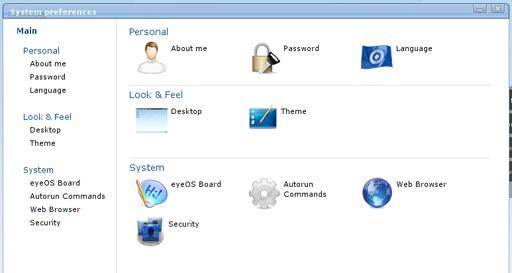 System preferences
Main
Personal
About me
Password
Language
Look & Feel
Desktop
Theme
System
eyeOS Board
Autorun Commands
Web Browser
Security
Personal
About me
Password
Language
Look & Feel
Desktop
Theme
System
eyeOS Board
Autorun
Commands
Web Browser
Security